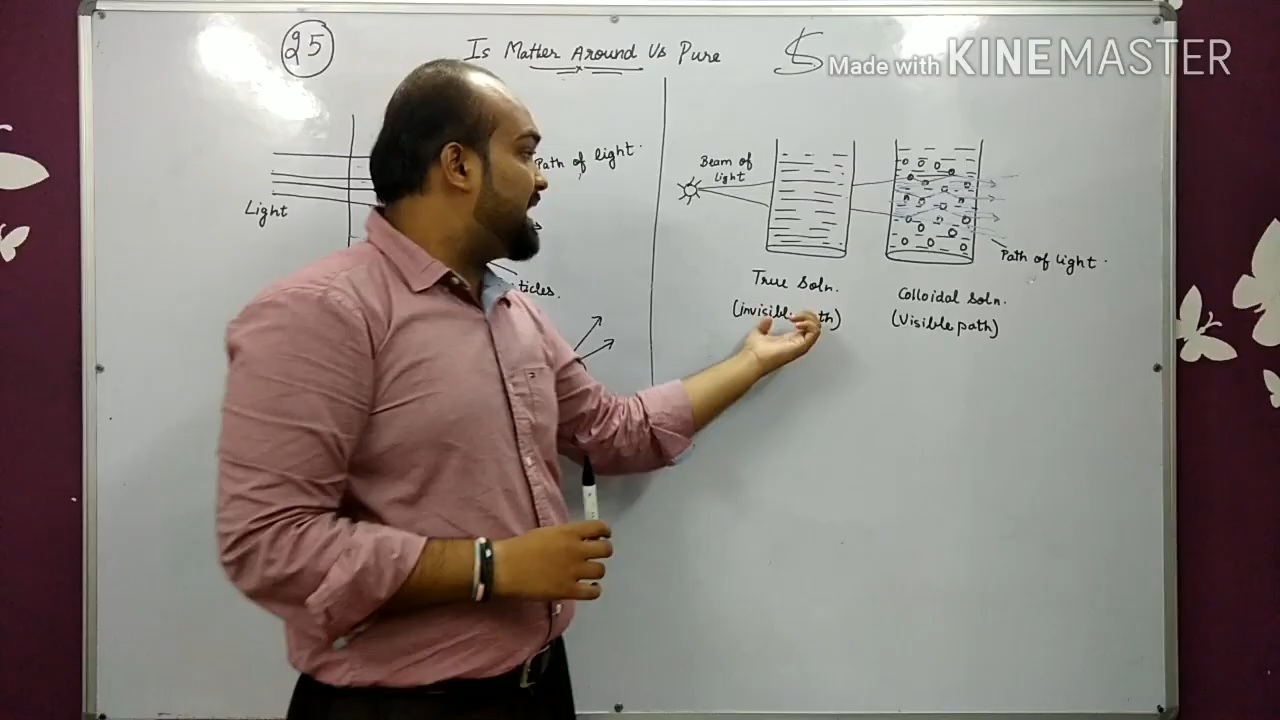 25
Is Matter Around Us Pure
Made with KINEMASTER
Path of light.
Light
Beam of
Light
True Soln.
Path of light.
Colloidal Soln.
(Visible path)